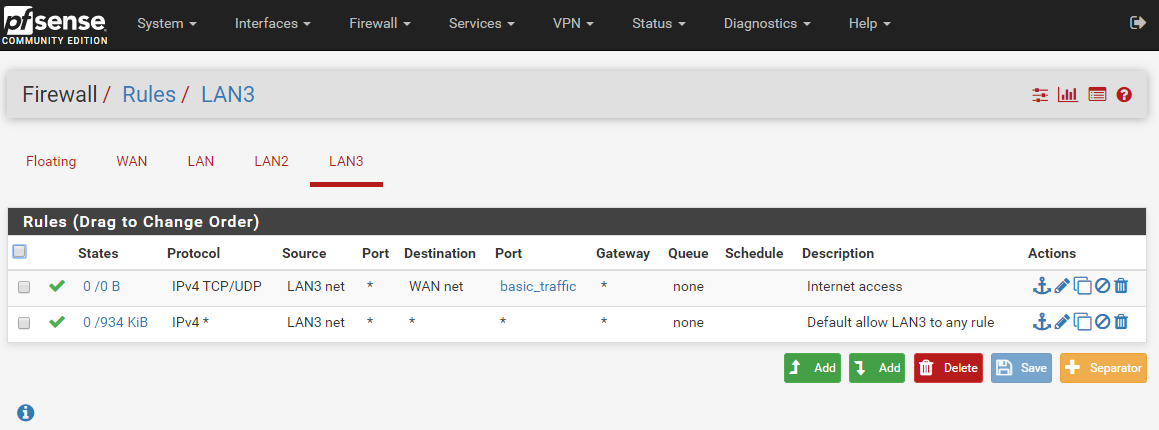 pfsense COMMUNITY EDITION System Interfaces Firewall Services VPN Status Diagnostics Help
Firewall / Rules / LAN3
Floating WAN LAN LAN2 LAN3
Rules (Drag to Change Order)
States Protocol Source Port Destination Port Gateway Queue Schedule Description Actions
0 /0 B IPv4 TCP/UDP LAN3 net * WAN net basic_traffic * none Internet access
0 /934 KiB IPv4 * LAN3 net * * * * none Default allow LAN3 to any rule
Add Add Delete Save Separator